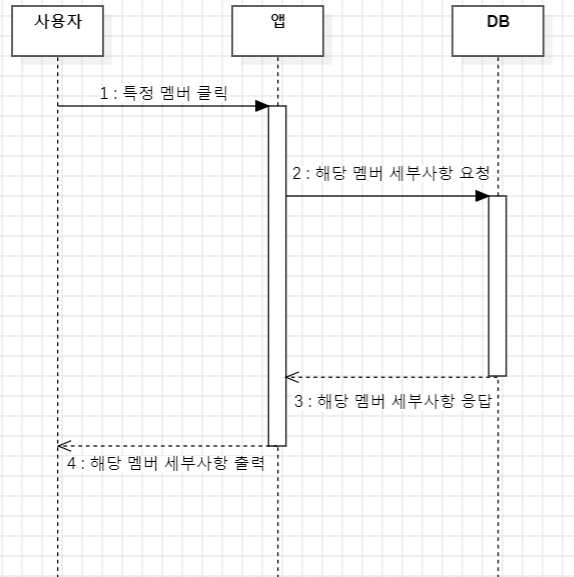 사용자
앱
DB
1 : 특정 멤버 클릭
2 : 해당 멤버 세부사항 요청
3 : 해당 멤버 세부사항 응답
4 : 해당 멤버 세부사항 출력